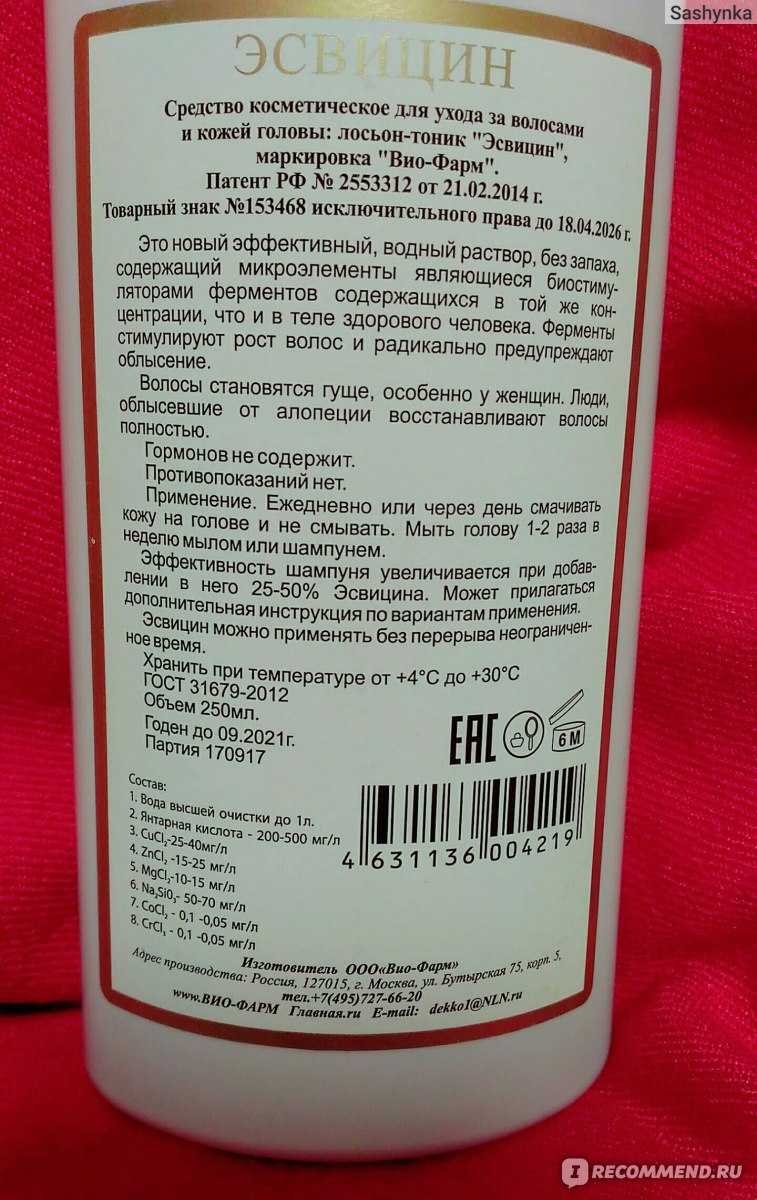 Sashynka
ЭСВИЦИН
Средство косметическое для ухода за волосами
и кожей головы: лосьон-тоник "Эсвицин",
маркировка "Вио-Фарм".
Патент РФ № 2553312 от 21.02.2014 г.
Товарный знак №153468 исключительного права до 18.04.2026 г.
Это новый эффективный, водный раствор, без запаха,
содержащий микроэлементы являющиеся биостиму-
ляторами ферментов содержащихся в той же кон-
центрации, что и в теле здорового человека. Ферменты
стимулируют рост волос и радикально предупреждают
облысение.
Волосы становятся гуще, особенно у женщин. Люди,
облысевшие от алопеции восстанавливают волосы
полностью.
Гормонов не содержит.
Противопоказаний нет.
Применение. Ежедневно или через день смачивать
кожу на голове и не смывать. Мыть голову 1-2 раза в
неделю мылом или шампунем.
Эффективность шампуня увеличивается при добав-
лении в него 25-50% Эсвицина. Может прилагаться
дополнительная инструкция по вариантам применения.
Эсвицин можно применять без перерыва неограничен-
ное время.
Хранить при температуре от +4°С до +30°С
ГОСТ 31679-2012
Объем 250мл.
Годен до 09.2021г.
Партия 170917
EAC
6 M
Состав:
1. Вода высшей очистки до 1л.
2. Янтарная кислота - 200-500 мг/л
3. CuCl₂-25-40мг/л
4. ZnCl₂ -15-25 мг/л
5. MgCl₂-10-15 мг/л
6. Na₂SiO₃- 50-70 мг/л
7. CoCl₂ - 0,1 -0,05 мг/л
8. CrCl₃ - 0,1 -0,05 мг/л
4 631136 004219
Изготовитель ООО«Вио-Фарм»
Адрес производства: Россия, 127015, г. Москва, ул. Бутырская 75, корп. 5,
тел.+7(495)727-66-20
www.ВИО-ФАРМ Главная.ru E-mail: dekko1@NLN.ru
I RECOMMEND.RU